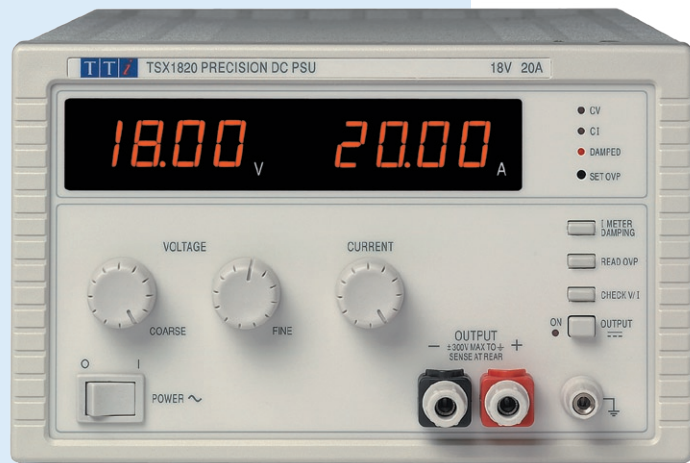 TTi TSX1820 PRECISION DC PSU 18V 20A
18.00 V 20.00 A
CV
CI
DAMPED
SET OVP
I METER
DAMPING
READ OVP
CHECK V/I
ON OUTPUT
VOLTAGE
COARSE FINE
CURRENT
OUTPUT
− ±300V MAX TO ⏚ +
SENSE AT REAR
O I
POWER ∿